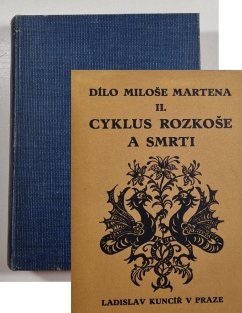 DÍLO MILOŠE MARTENA
II.
CYKLUS ROZKOŠE
A SMRTI
LADISLAV KUNCÍŘ V PRAZE